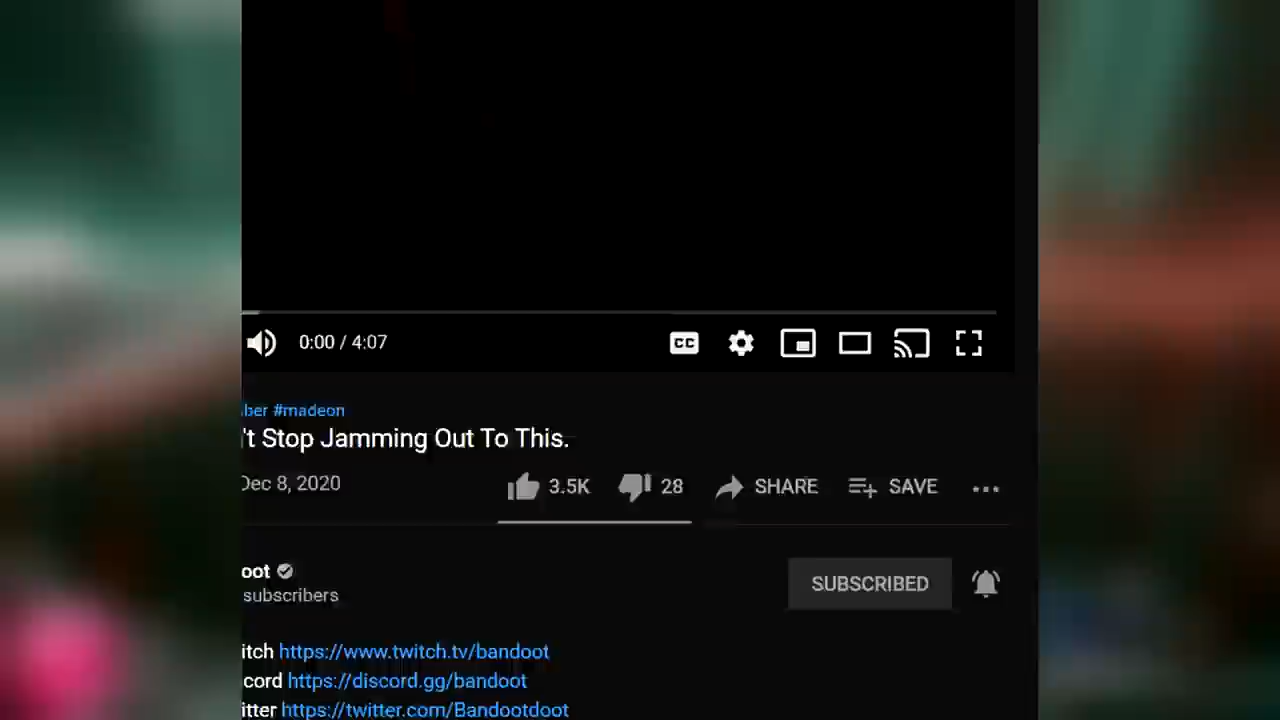 0:00 / 4:07
CC
#madeon
't Stop Jamming Out To This.
Dec 8, 2020
3.5K
28
SHARE
SAVE
oot
subscribers
SUBSCRIBED
itch https://www.twitch.tv/bandoot
cord https://discord.gg/bandoot
itter https://twitter.com/Bandootdoot